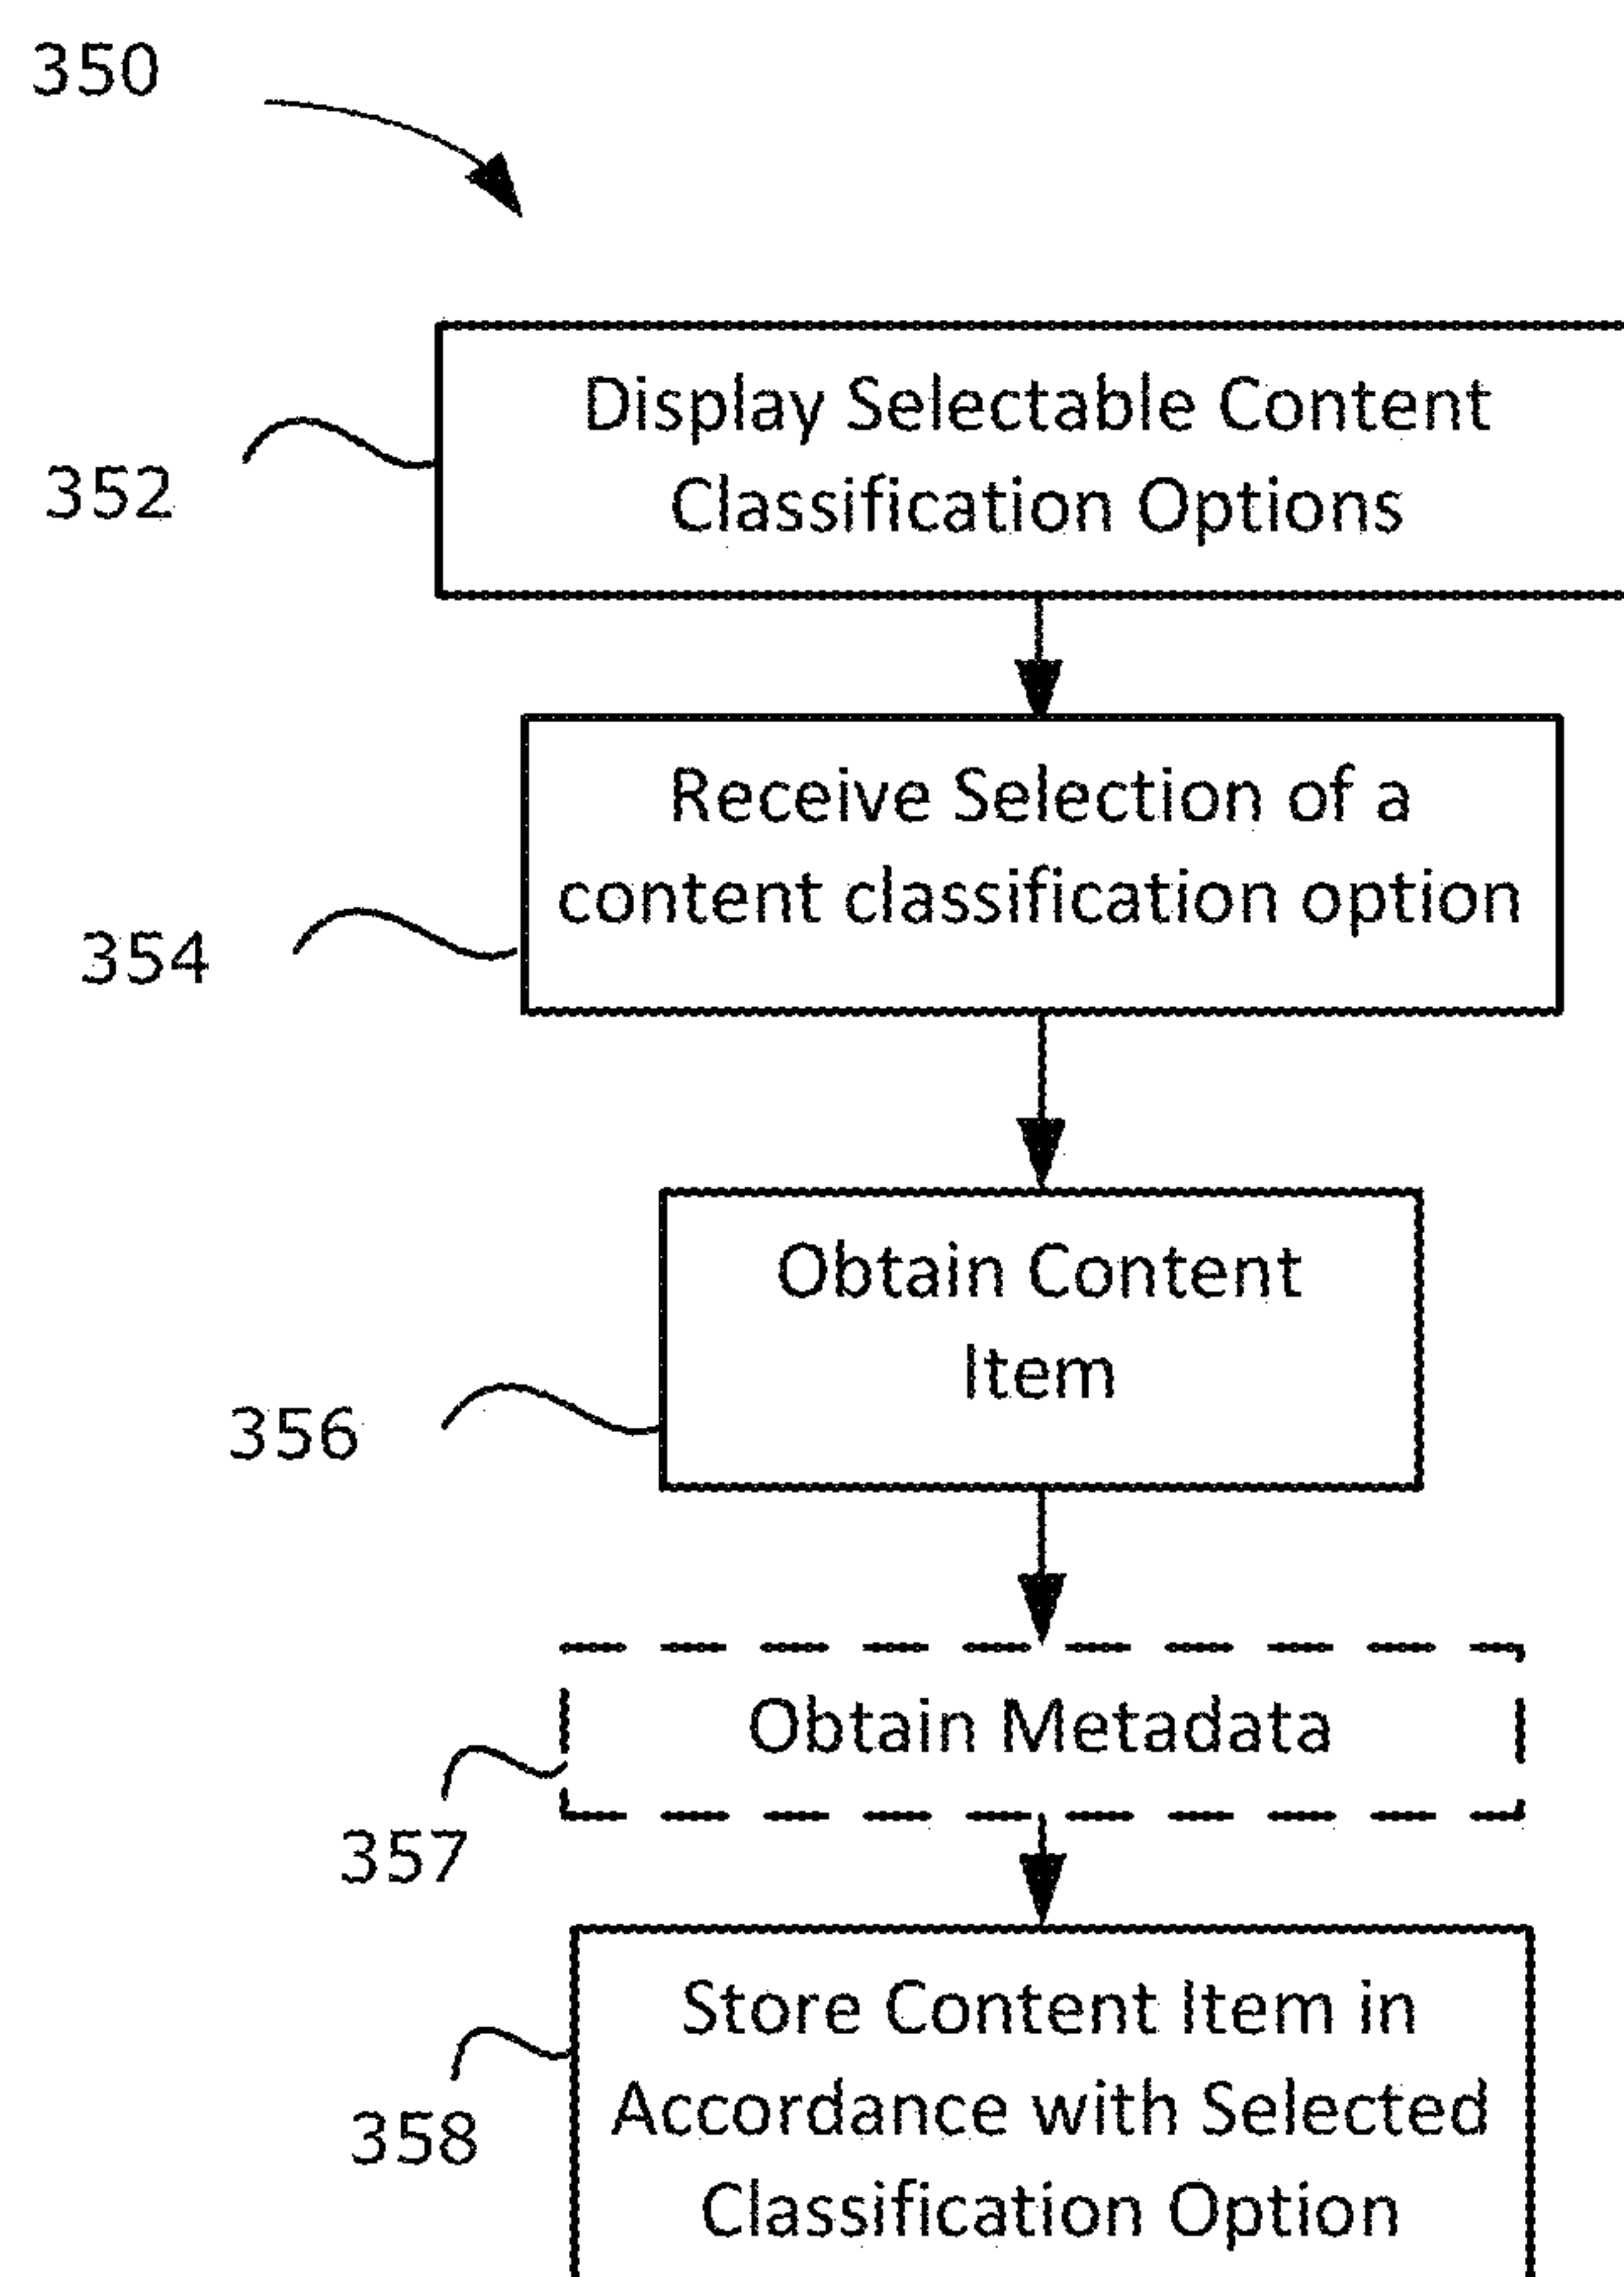 350
Display Selectable Content
Classification Options
352
Receive Selection of a
content classification option
354
Obtain Content
Item
356
Obtain Metadata
357
Store Content Item in
Accordance with Selected
Classification Option
358